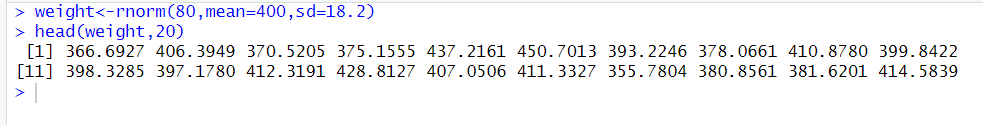 > weight<-rnorm(80,mean=400,sd=18.2)
> head(weight,20)
[1] 366.6927 406.3949 370.5205 375.1555 437.2161 450.7013 393.2246 378.0661 410.8780 399.8422
[11] 398.3285 397.1780 412.3191 428.8127 407.0506 411.3327 355.7804 380.8561 381.6201 414.5839
>